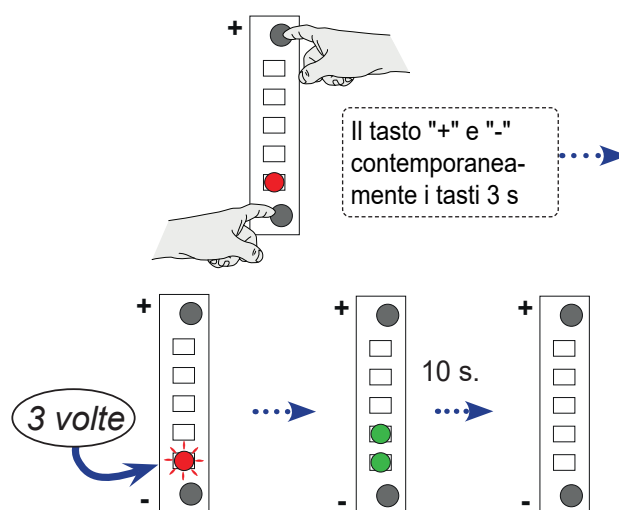 +
Il tasto "+" e "-"
contemporanea-
mente i tasti 3 s
+
+
+
10 s.
3 volte
-
-
-